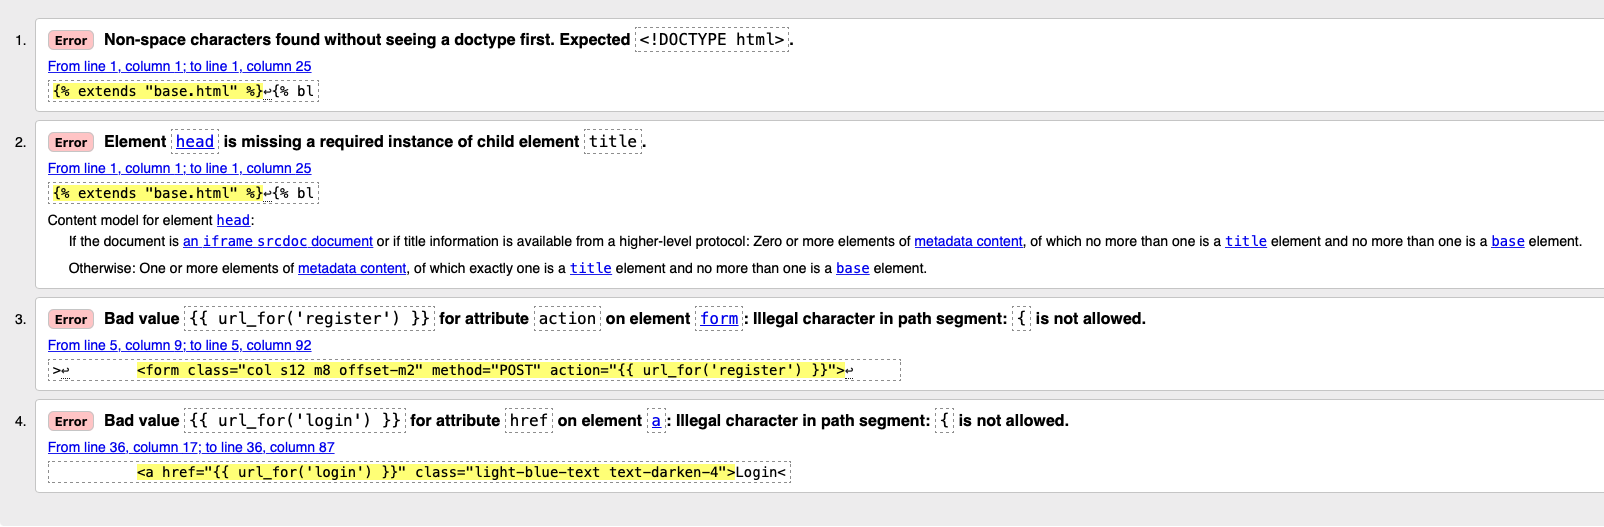 1. Error Non-space characters found without seeing a doctype first. Expected <!DOCTYPE html>.
From line 1, column 1; to line 1, column 25
{% extends "base.html" %}↩{% bl
2. Error Element head is missing a required instance of child element title.
From line 1, column 1; to line 1, column 25
{% extends "base.html" %}↩{% bl
Content model for element head:
If the document is an iframe srcdoc document or if title information is available from a higher-level protocol: Zero or more elements of metadata content, of which no more than one is a title element and no more than one is a base element.
Otherwise: One or more elements of metadata content, of which exactly one is a title element and no more than one is a base element.
3. Error Bad value {{ url_for('register') }} for attribute action on element form: Illegal character in path segment: { is not allowed.
From line 5, column 9; to line 5, column 92
>↩        <form class="col s12 m8 offset-m2" method="POST" action="{{ url_for('register') }}">↩
4. Error Bad value {{ url_for('login') }} for attribute href on element a: Illegal character in path segment: { is not allowed.
From line 36, column 17; to line 36, column 87
<a href="{{ url_for('login') }}" class="light-blue-text text-darken-4">Login<